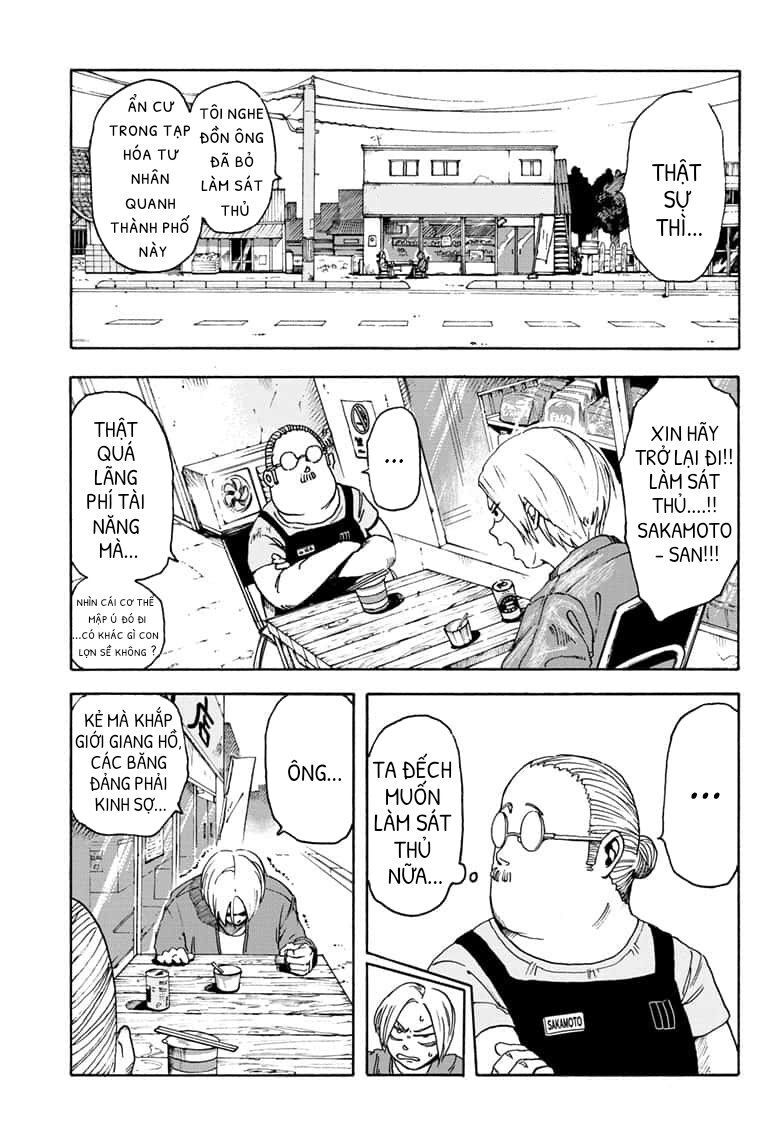 THẬT
SỰ
THÌ...
TÔI NGHE
ĐỒN ÔNG
ĐÃ BỎ
LÀM SÁT
THỦ
ẨN CƯ
TRONG TẠP
HÓA TƯ
NHÂN
QUANH
THÀNH PHỐ
NÀY
XIN HÃY
TRỞ LẠI ĐI!!
LÀM SÁT
THỦ....!!
SAKAMOTO
– SAN!!!
...
THẬT
QUÁ
LÃNG
PHÍ TÀI
NĂNG
MÀ...
NHÌN CÁI CƠ THỂ
MẬP Ú ĐÓ ĐI
...CÓ KHÁC GÌ CON
LỢN SỀ KHÔNG ?
...
TA ĐẾCH
MUỐN
LÀM SÁT
THỦ
NỮA...
SAKAMOTO
ÔNG...
KẺ MÀ KHẮP
GIỚI GIANG HỒ,
CÁC BĂNG
ĐẢNG PHẢI
KINH SỢ...